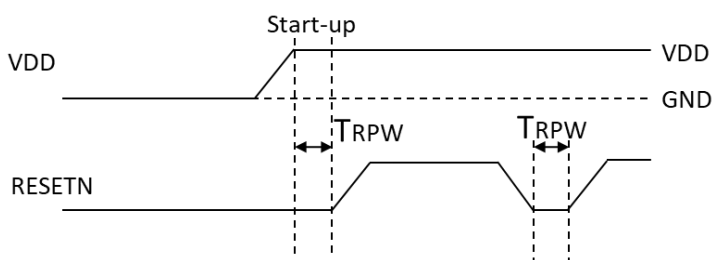 Start-up
VDD
VDD
GND
TRPW
TRPW
RESETN